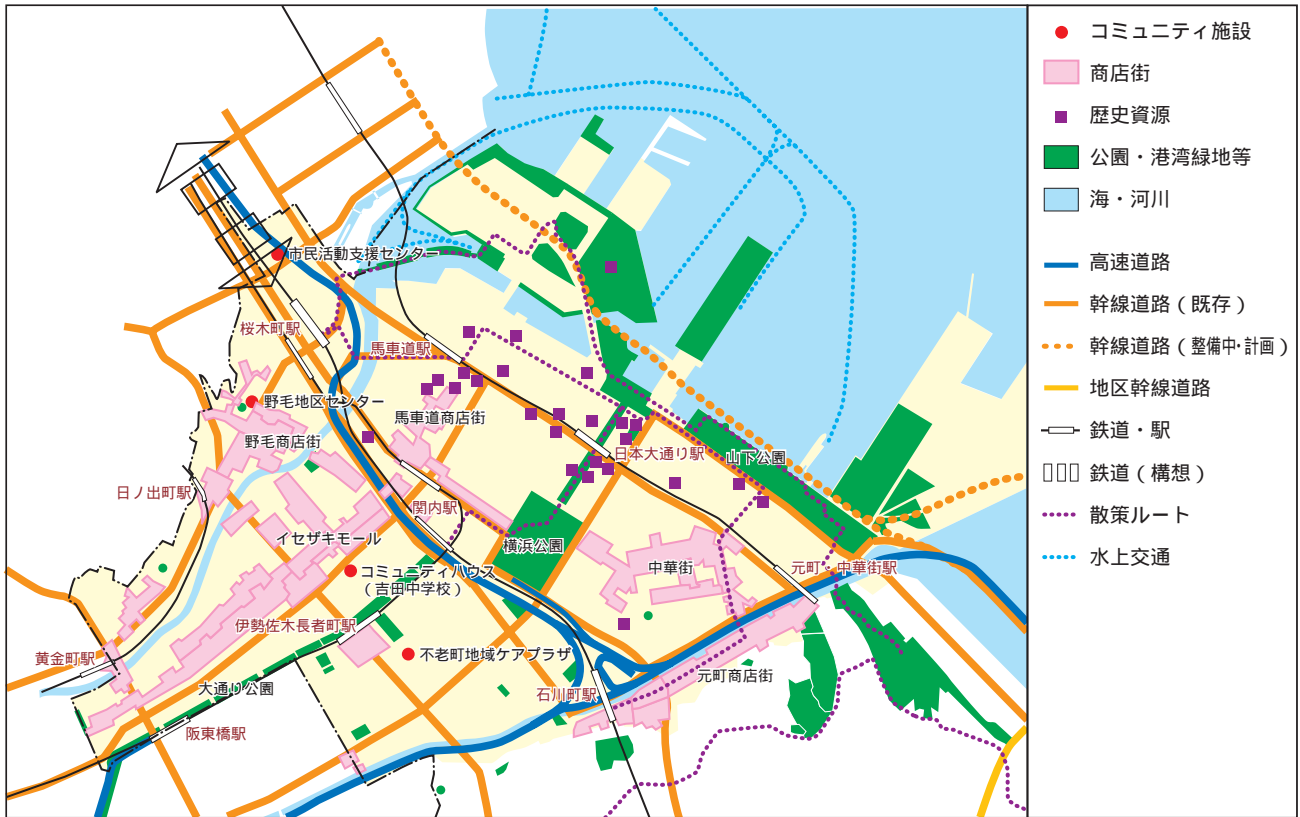 市民活動支援センター
桜木町駅
馬車道駅
野毛地区センター
馬車道商店街
野毛商店街
日本大通り駅
山下公園
日ノ出町駅
関内駅
イセザキモール
横浜公園
中華街
元町・中華街駅
コミュニティハウス
(吉田中学校)
伊勢佐木長者町駅
不老町地域ケアプラザ
黄金町駅
大通り公園
石川町駅
元町商店街
阪東橋駅
コミュニティ施設
商店街
歴史資源
公園・港湾緑地等
海・河川
高速道路
幹線道路(既存)
幹線道路(整備中・計画)
地区幹線道路
鉄道・駅
鉄道(構想)
散策ルート
水上交通